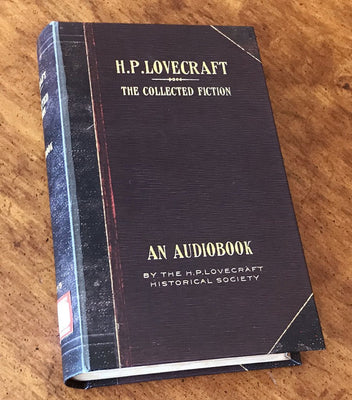 H.P.LOVECRAFT
THE COLLECTED FICTION
AN AUDIOBOOK
BY THE H.P.LOVECRAFT
HISTORICAL SOCIETY